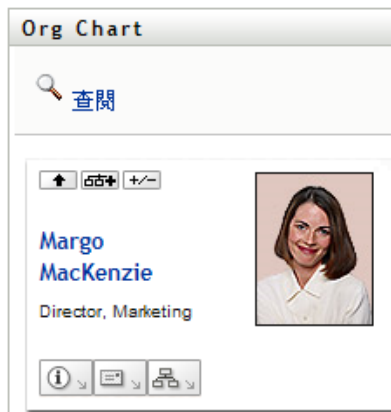 Org Chart
查閱
+/-
Margo
MacKenzie
Director, Marketing